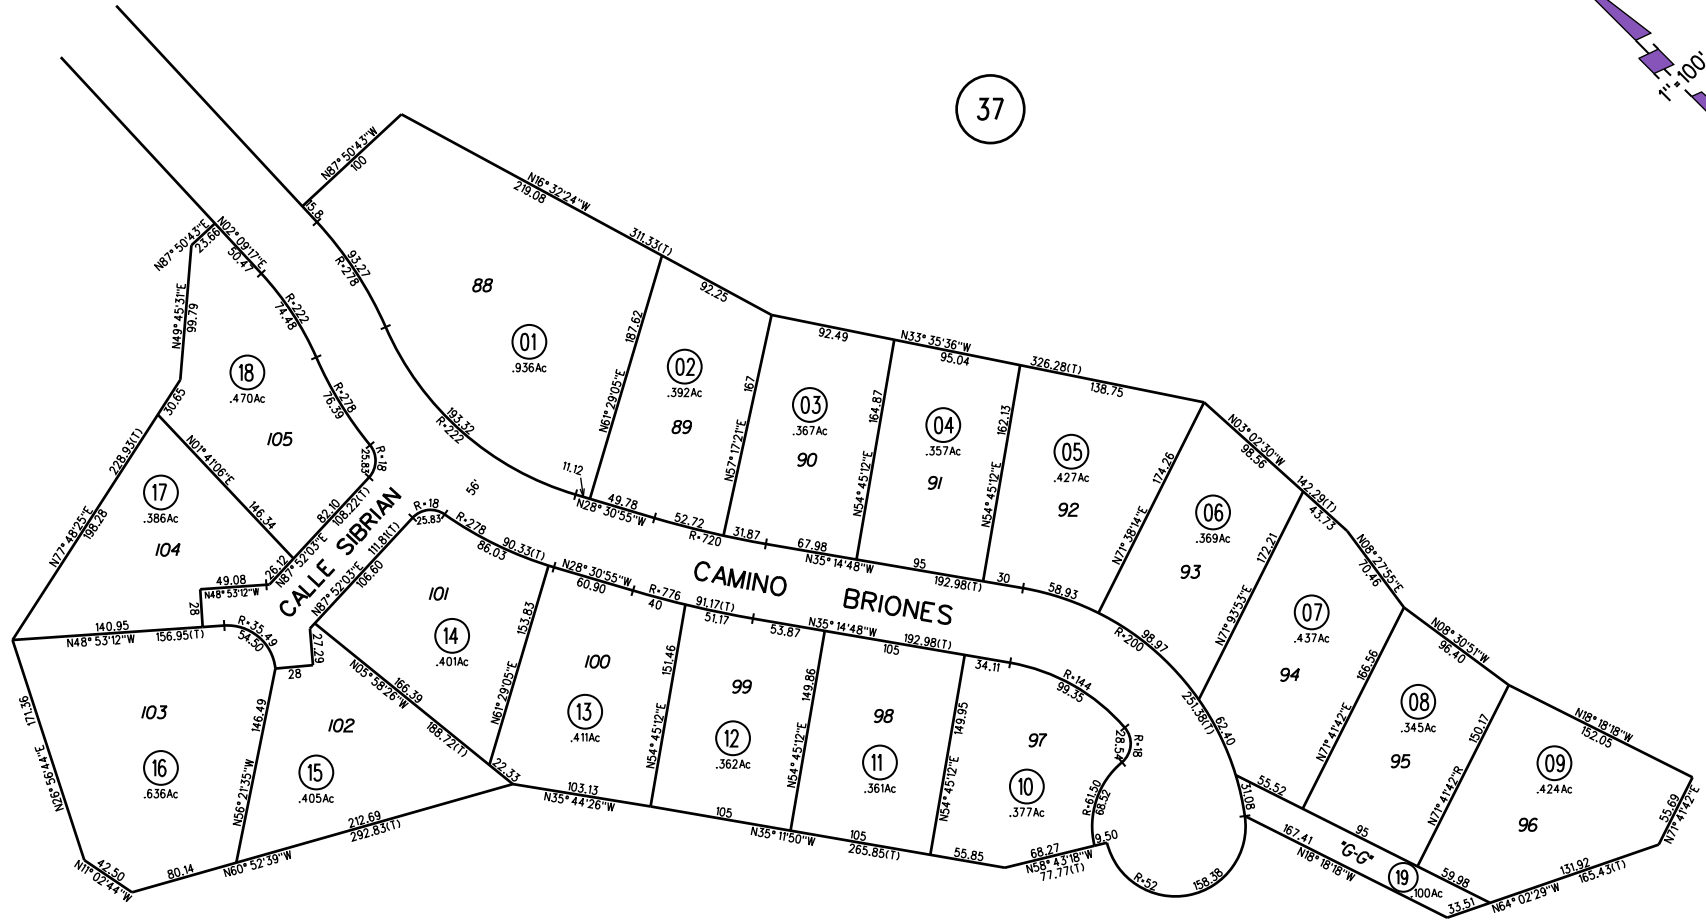 37
1"=100'
N87°50'43"W
100
N16°32'24"W
219.08
311.33(T)
15.8
93.27
R=278
88
01
.936Ac
193.32
R=222
11.12
187.62
N61°29'05"E
92.25
02
.392Ac
89
49.78
N28°30'55"W
52.72
R=720
167
N57°17'21"E
92.49
N33°35'36"W
95.04
326.28(T)
138.75
03
.367Ac
90
31.87
67.98
N35°14'48"W
164.87
N54°45'12"E
04
.357Ac
91
95
192.98(T)
162.13
N54°45'12"E
05
.427Ac
92
30
58.93
174.26
N71°38'14"E
N03°02'30"W
98.56
142.29(T)
43.73
06
.369Ac
93
98.97
R=200
172.21
N71°93'53"E
N08°27'55"E
70.46
07
.437Ac
94
251.38(T)
62.40
166.56
N71°41'42"E
N08°30'51"W
96.40
08
.345Ac
95
150.17
N71°41'42"R
N18°18'18"W
152.05
09
.424Ac
96
55.69
N71°41'42"E
131.92
165.43(T)
N64°02'29"W
55.52
31.08
95
59.98
167.41
"G-G"
N18°18'18"W
19
.100Ac
33.51
N87°50'43"E
23.66
N02°09'17"E
50.47
N49°45'31"E
99.79
R=222
74.48
R=278
76.39
18
.470Ac
105
30.65
R=18
25.83
N01°41'06"E
146.34
82.10
108.22(T)
228.93(T)
N77°48'25"E
198.28
17
.386Ac
104
26.12
N87°52'03"E
49.08
N48°53'12"W
28
CALLE SIBRIAN
56'
111.81(T)
N87°52'03"E
106.60
R=18
25.83
R=278
86.03
90.33(T)
N28°30'55"W
60.90
R=776
40
91.17(T)
51.17
53.87
CAMINO BRIONES
N35°14'48"W
105
192.98(T)
34.11
R=144
99.35
R=18
28.54
140.95
N48°53'12"W
156.95(T)
R=35.49
54.50
27.29
28
171.36
N26°56'44"E
103
16
.636Ac
146.49
N56°21'35"W
102
15
.405Ac
N05°58'26"W
166.39
188.72(T)
22.33
101
14
.401Ac
153.83
N61°29'05"E
100
13
.411Ac
151.46
N54°45'12"E
99
12
.362Ac
149.86
N54°45'12"E
98
11
.361Ac
149.95
N54°45'12"E
97
10
.377Ac
R=61.50
68.52
9.50
R=52
158.38
42.50
N11°02'44"W
80.14
N60°52'39"W
212.69
292.83(T)
103.13
N35°44'26"W
105
N35°11'50"W
105
265.85(T)
55.85
68.27
N58°43'18"W
77.77(T)